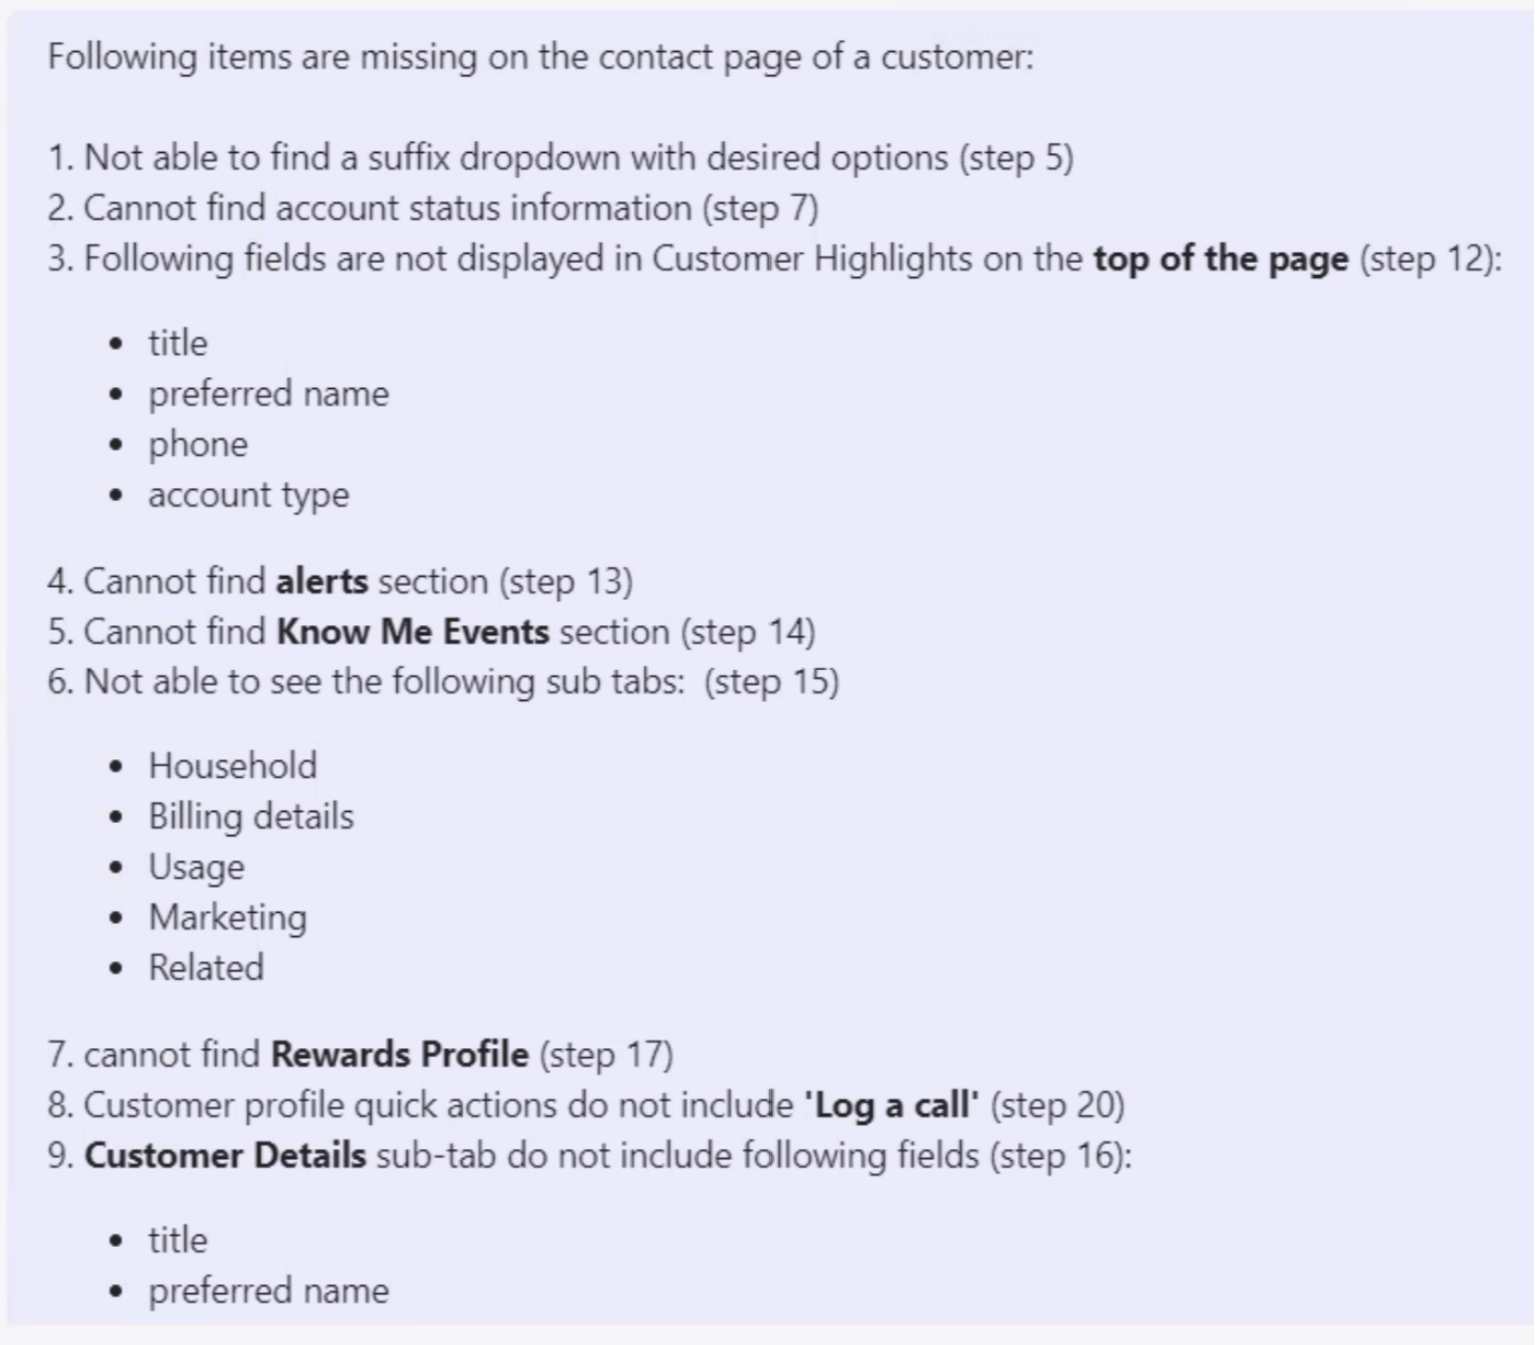 Following items are missing on the contact page of a customer:
1. Not able to find a suffix dropdown with desired options (step 5)
2. Cannot find account status information (step 7)
3. Following fields are not displayed in Customer Highlights on the top of the page (step 12):
• title
• preferred name
• phone
• account type
4. Cannot find alerts section (step 13)
5. Cannot find Know Me Events section (step 14)
6. Not able to see the following sub tabs:  (step 15)
• Household
• Billing details
• Usage
• Marketing
• Related
7. cannot find Rewards Profile (step 17)
8. Customer profile quick actions do not include 'Log a call' (step 20)
9. Customer Details sub-tab do not include following fields (step 16):
• title
• preferred name